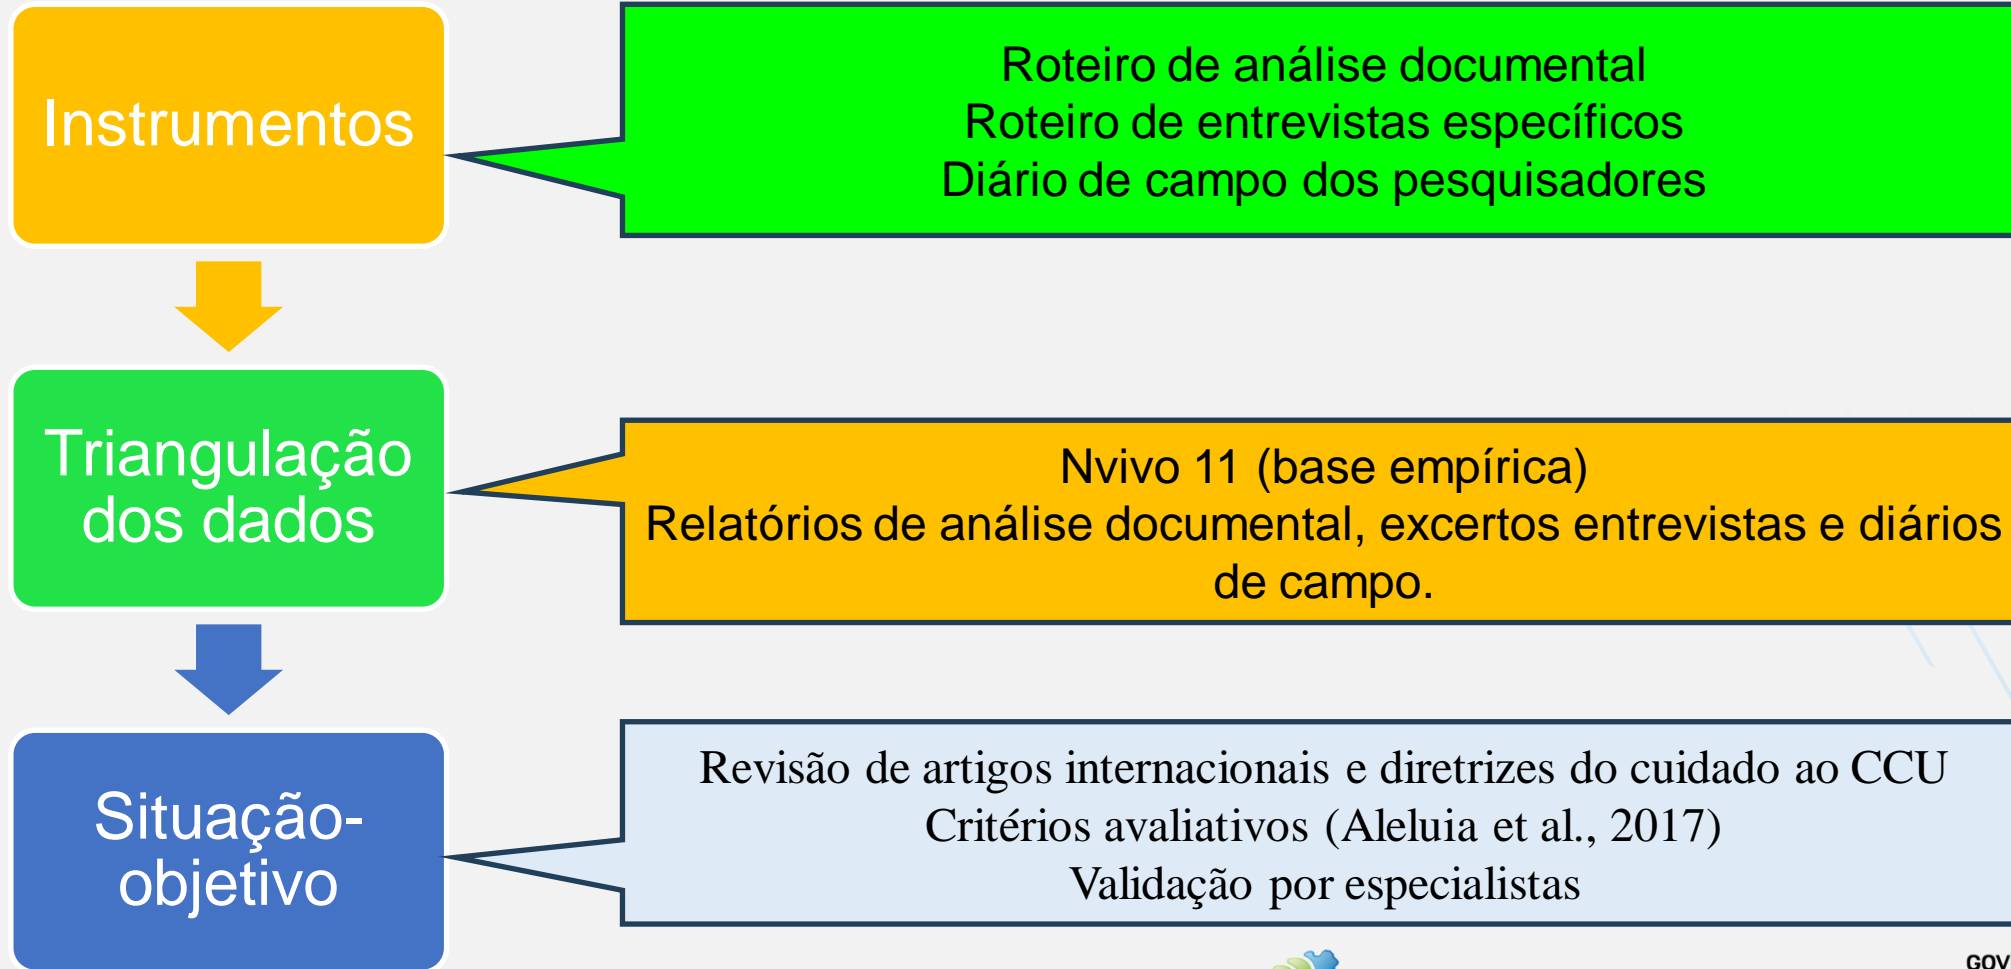 Instrumentos
Roteiro de análise documental
Roteiro de entrevistas específicos
Diário de campo dos pesquisadores
Triangulação
dos dados
Nvivo 11 (base empírica)
Relatórios de análise documental, excertos entrevistas e diários
de campo.
Situação-
objetivo
Revisão de artigos internacionais e diretrizes do cuidado ao CCU
Critérios avaliativos (Aleluia et al., 2017)
Validação por especialistas